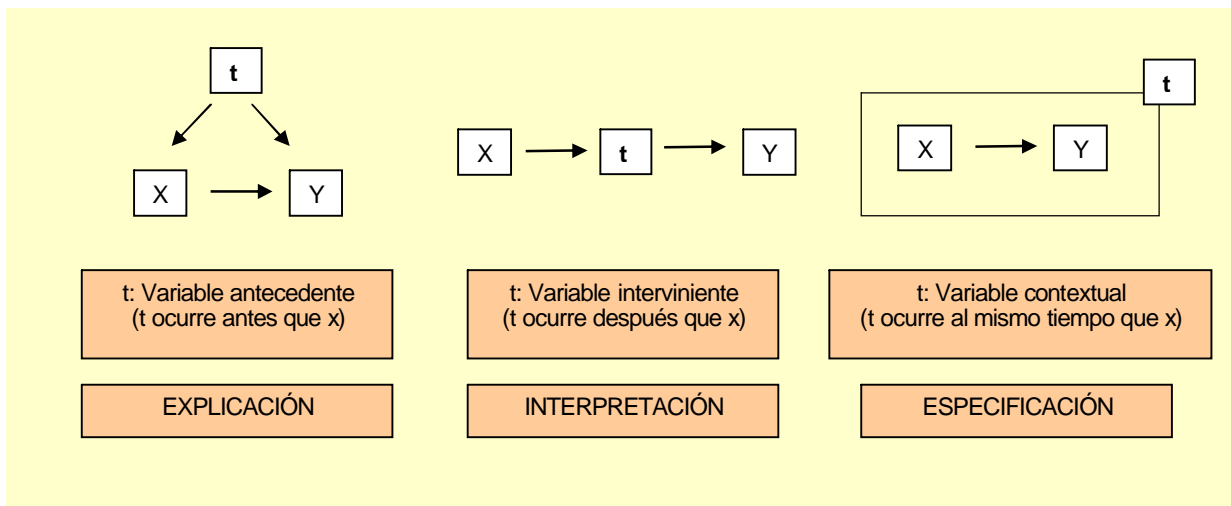 t
X
Y
t: Variable antecedente
(t ocurre antes que x)
EXPLICACIÓN
X
t
Y
t: Variable interviniente
(t ocurre después que x)
INTERPRETACIÓN
t
X
Y
t: Variable contextual
(t ocurre al mismo tiempo que x)
ESPECIFICACIÓN